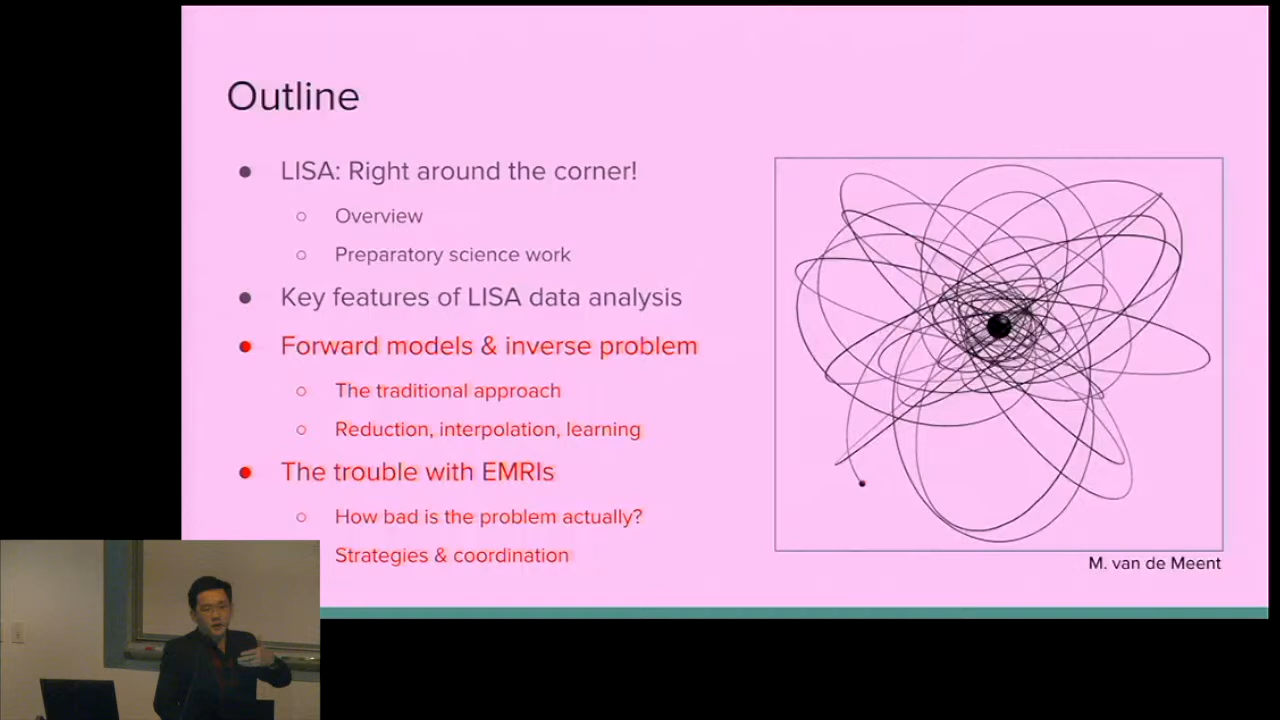 Outline
● LISA: Right around the corner!
○ Overview
○ Preparatory science work
● Key features of LISA data analysis
● Forward models & inverse problem
○ The traditional approach
○ Reduction, interpolation, learning
● The trouble with EMRIs
○ How bad is the problem actually?
Strategies & coordination
M. van de Meent